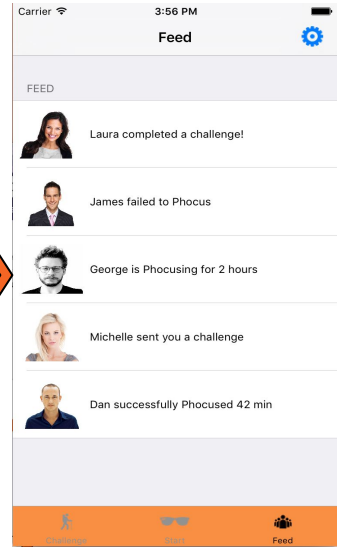 Carrier 3:56 PM
Feed
FEED
Laura completed a challenge!
James failed to Phocus
George is Phocusing for 2 hours
Michelle sent you a challenge
Dan successfully Phocused 42 min
Challenge Start Feed